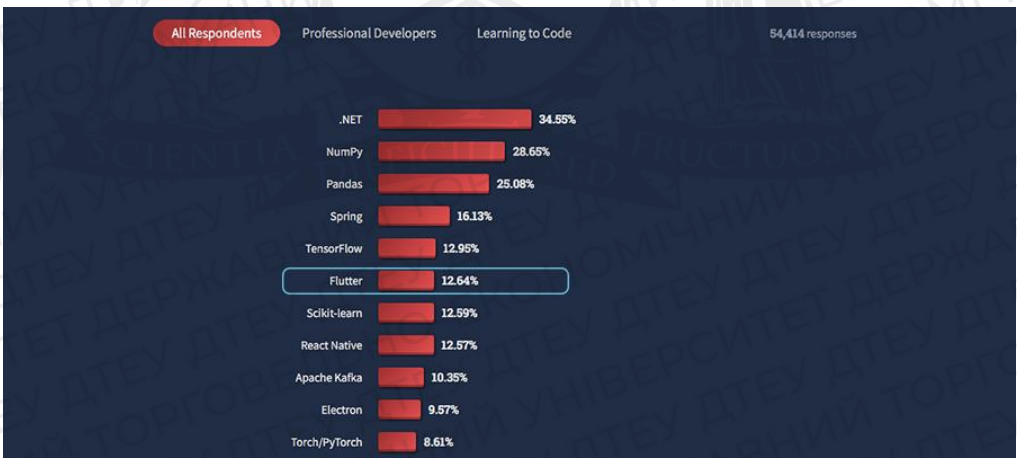 All Respondents Professional Developers Learning to Code 54,414 responses
.NET 34.55%
NumPy 28.65%
Pandas 25.08%
Spring 16.13%
TensorFlow 12.95%
Flutter 12.64%
Scikit-learn 12.59%
React Native 12.57%
Apache Kafka 10.35%
Electron 9.57%
Torch/PyTorch 8.61%